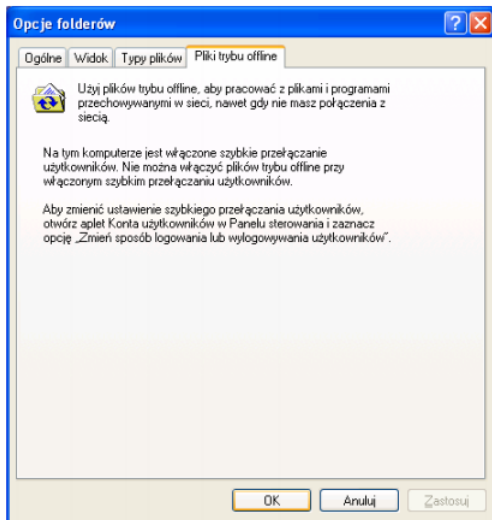 Opcje folderów
Ogólne Widok Typy plików Pliki trybu offline
Użyj plików trybu offline, aby pracować z plikami i programami
przechowywanymi w sieci, nawet gdy nie masz połączenia z
siecią.
Na tym komputerze jest włączone szybkie przełączanie
użytkowników. Nie można włączyć plików trybu offline przy
włączonym szybkim przełączaniu użytkowników.
Aby zmienić ustawienie szybkiego przełączania użytkowników,
otwórz aplet Konta użytkowników w Panelu sterowania i zaznacz
opcję „Zmień sposób logowania lub wylogowywania użytkowników”.
OK Anuluj Zastosuj